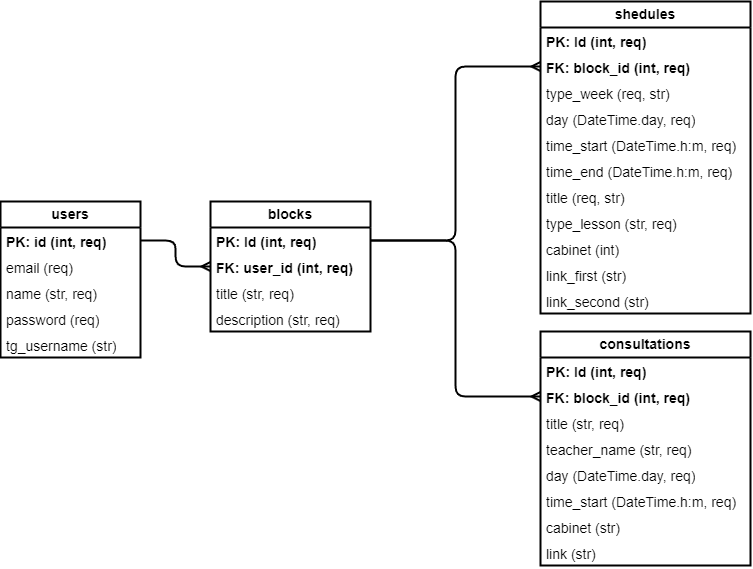 users
PK: id (int, req)
email (req)
name (str, req)
password (req)
tg_username (str)
blocks
PK: Id (int, req)
FK: user_id (int, req)
title (str, req)
description (str, req)
shedules
PK: Id (int, req)
FK: block_id (int, req)
type_week (req, str)
day (DateTime.day, req)
time_start (DateTime.h:m, req)
time_end (DateTime.h:m, req)
title (req, str)
type_lesson (str, req)
cabinet (int)
link_first (str)
link_second (str)
consultations
PK: Id (int, req)
FK: block_id (int, req)
title (str, req)
teacher_name (str, req)
day (DateTime.day, req)
time_start (DateTime.h:m, req)
cabinet (str)
link (str)